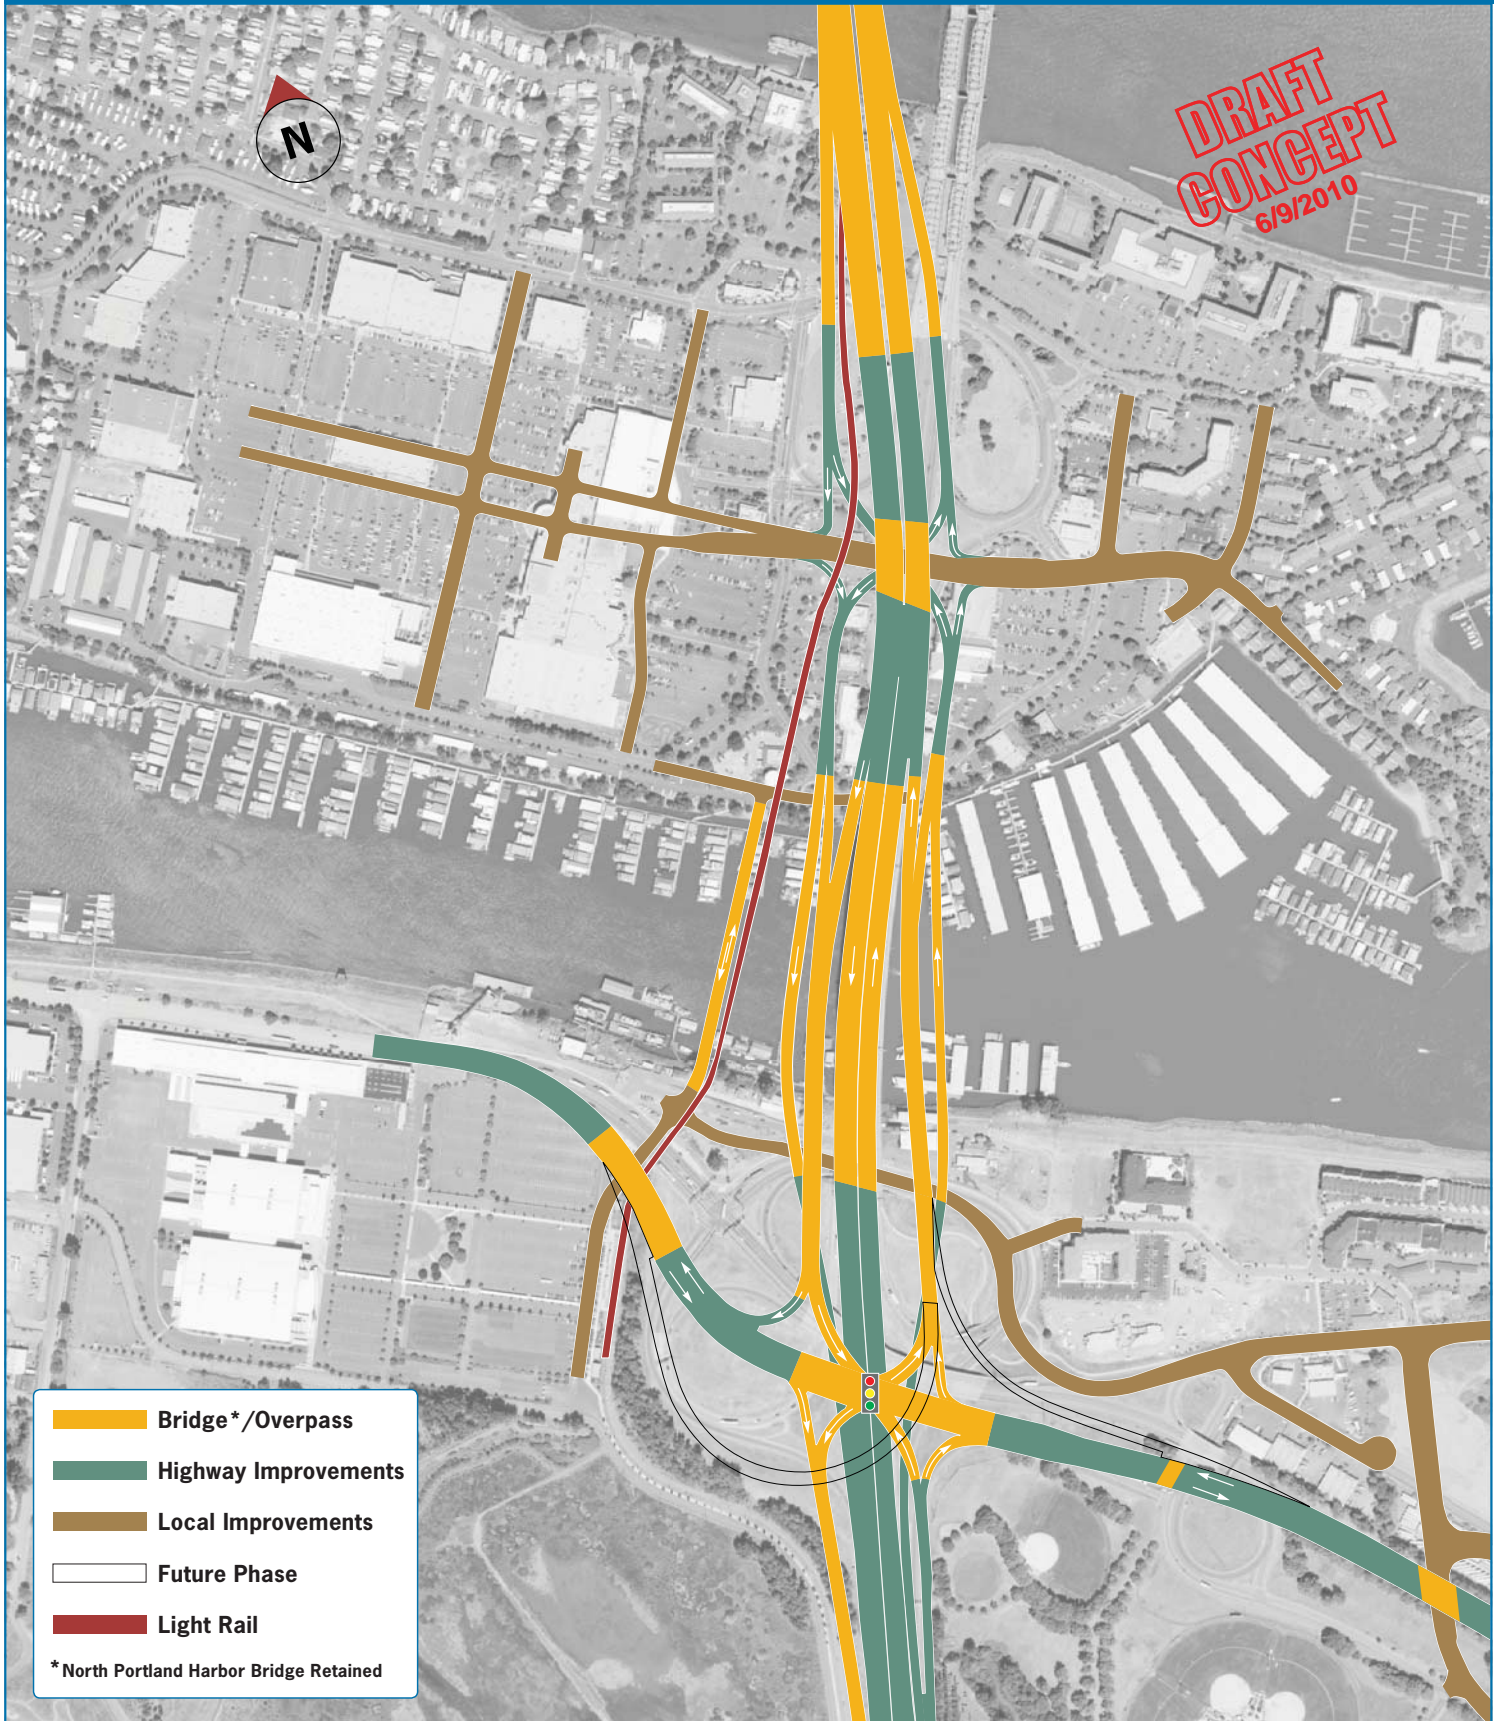 N
DRAFT
CONCEPT
6/9/2010
Bridge*/Overpass
Highway Improvements
Local Improvements
Future Phase
Light Rail
*North Portland Harbor Bridge Retained